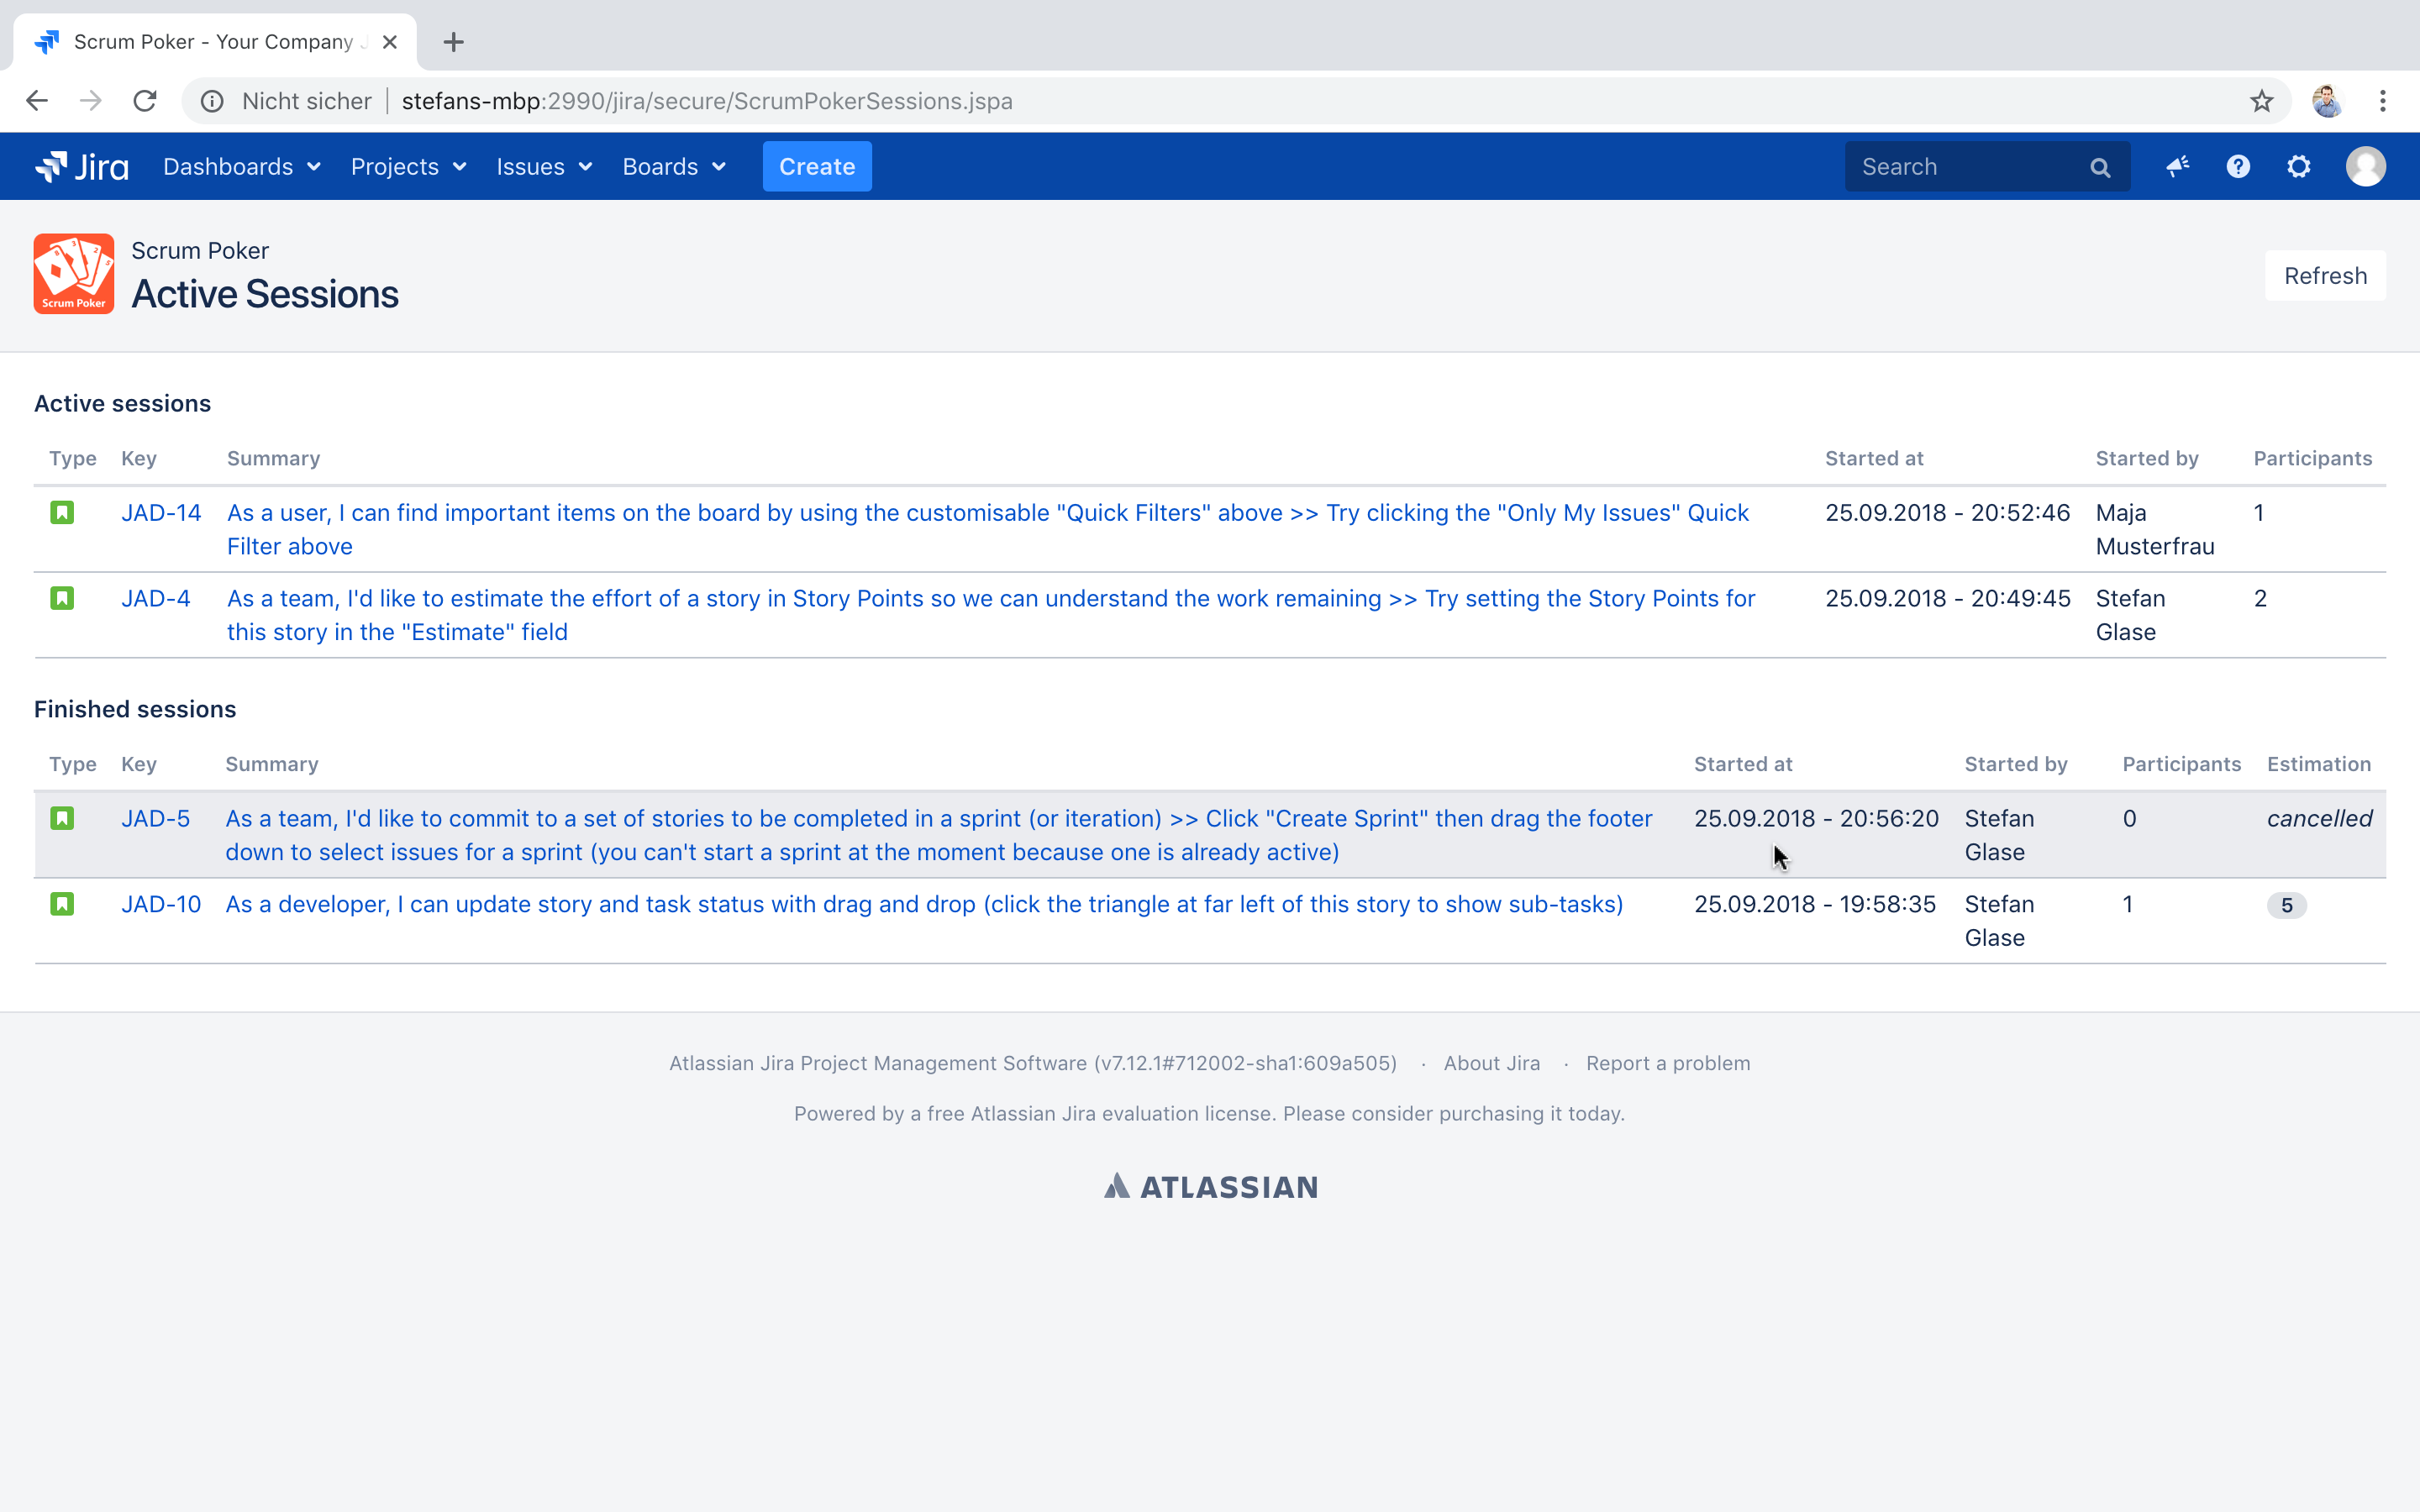 Scrum Poker - Your Company J
Nicht sicher | stefans-mbp:2990/jira/secure/ScrumPokerSessions.jspa
Jira Dashboards Projects Issues Boards Create Search
Scrum Poker
Scrum Poker
Active Sessions
Refresh
Active sessions
Type Key Summary Started at Started by Participants
JAD-14 As a user, I can find important items on the board by using the customisable "Quick Filters" above >> Try clicking the "Only My Issues" Quick 25.09.2018 - 20:52:46 Maja 1
Filter above Musterfrau
JAD-4 As a team, I'd like to estimate the effort of a story in Story Points so we can understand the work remaining >> Try setting the Story Points for 25.09.2018 - 20:49:45 Stefan 2
this story in the "Estimate" field Glase
Finished sessions
Type Key Summary Started at Started by Participants Estimation
JAD-5 As a team, I'd like to commit to a set of stories to be completed in a sprint (or iteration) >> Click "Create Sprint" then drag the footer 25.09.2018 - 20:56:20 Stefan 0 cancelled
down to select issues for a sprint (you can't start a sprint at the moment because one is already active) Glase
JAD-10 As a developer, I can update story and task status with drag and drop (click the triangle at far left of this story to show sub-tasks) 25.09.2018 - 19:58:35 Stefan 1 5
Glase
Atlassian Jira Project Management Software (v7.12.1#712002-sha1:609a505) · About Jira · Report a problem
Powered by a free Atlassian Jira evaluation license. Please consider purchasing it today.
ATLASSIAN